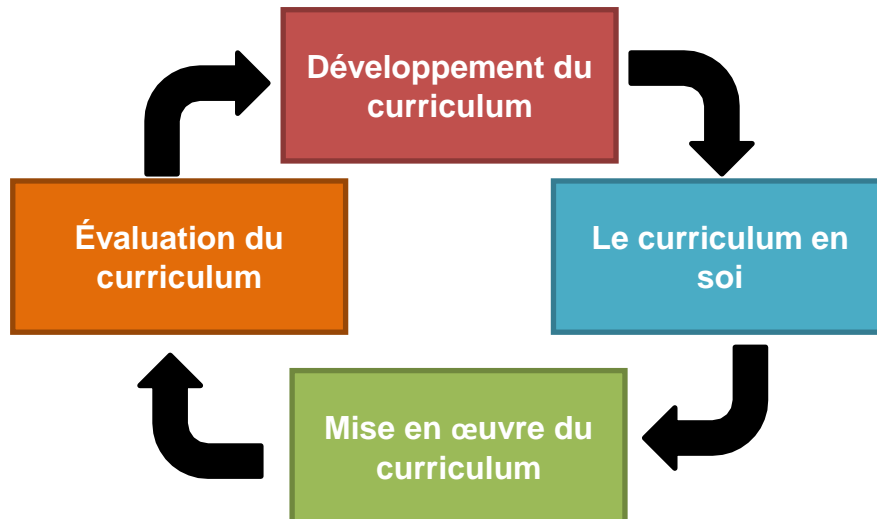 Développement du
curriculum
Évaluation du
curriculum
Le curriculum en
soi
Mise en œuvre du
curriculum